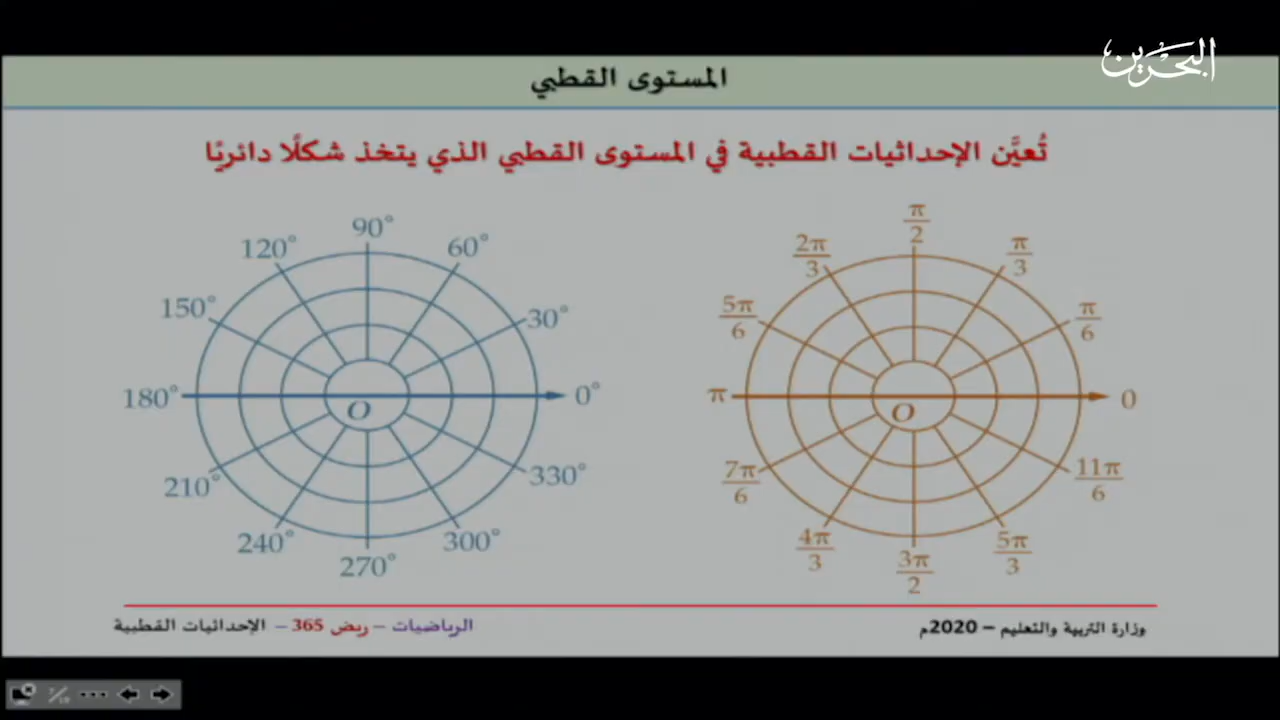 البحرين
المستوى القطبي
تُعيَّن الإحداثيات القطبية في المستوى القطبي الذي يتخذ شكلًا دائريًا
90°
120°
60°
150°
30°
180°
O
0°
210°
330°
240°
300°
270°
π/2
2π/3
π/3
5π/6
π/6
π
O
0
7π/6
11π/6
4π/3
5π/3
3π/2
وزارة التربية والتعليم – 2020م
الرياضيات – ريض 365 – الإحداثيات القطبية